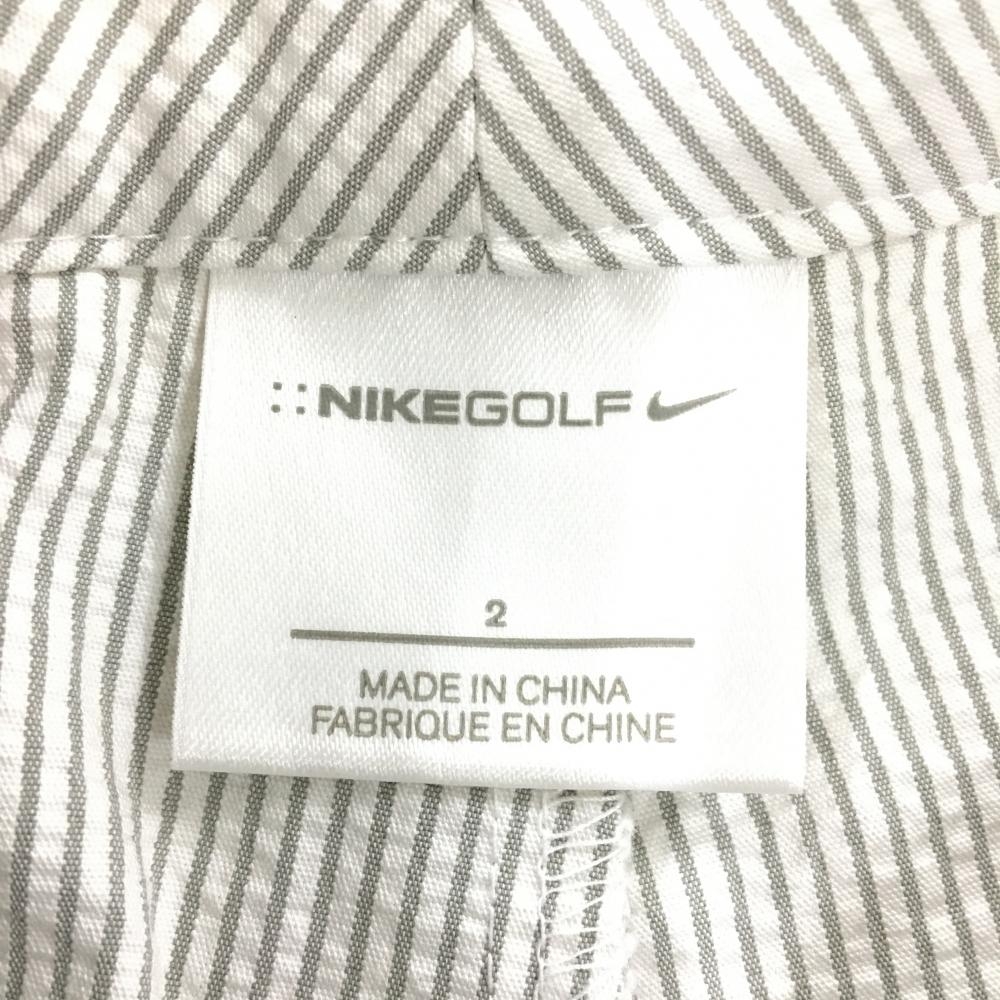 ::NIKEGOLF
2
MADE IN CHINA
FABRIQUE EN CHINE